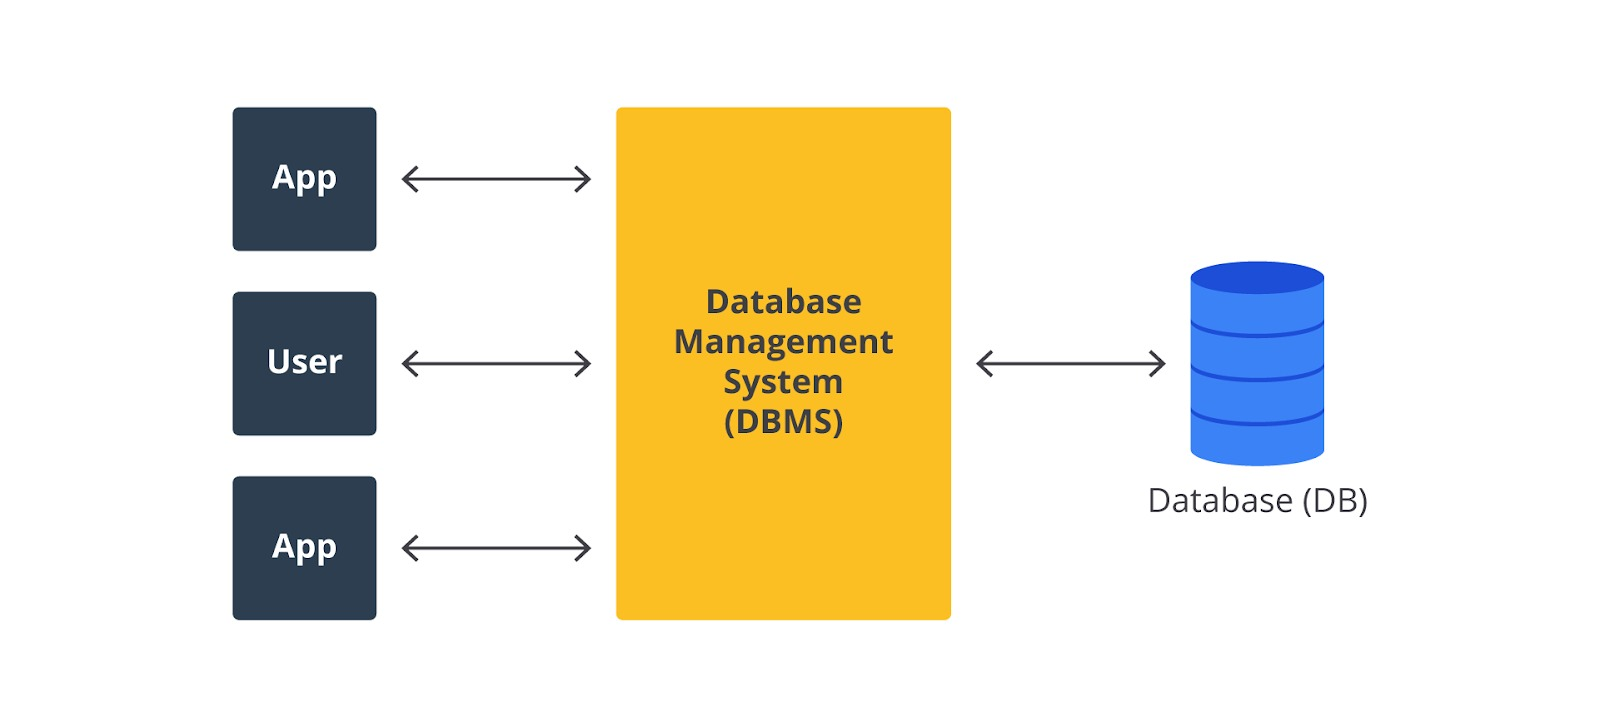 App
User
App
Database
Management
System
(DBMS)
Database (DB)